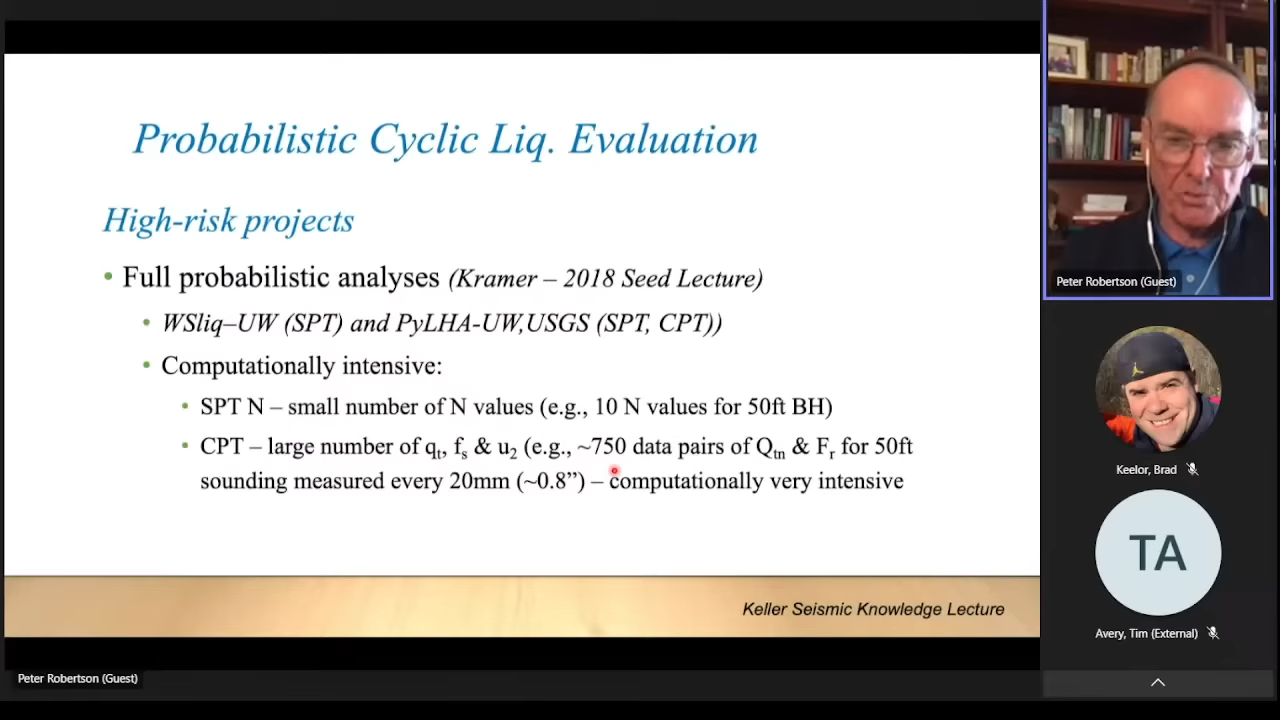 Probabilistic Cyclic Liq. Evaluation
High-risk projects
• Full probabilistic analyses (Kramer – 2018 Seed Lecture)
• WSliq–UW (SPT) and PyLHA-UW,USGS (SPT, CPT))
• Computationally intensive:
• SPT N – small number of N values (e.g., 10 N values for 50ft BH)
• CPT – large number of qt, fs & u2 (e.g., ~750 data pairs of Qtn & Fr for 50ft
sounding measured every 20mm (~0.8”) – computationally very intensive
Keller Seismic Knowledge Lecture
Peter Robertson (Guest)
Peter Robertson (Guest)
Keelor, Brad
TA
Avery, Tim (External)